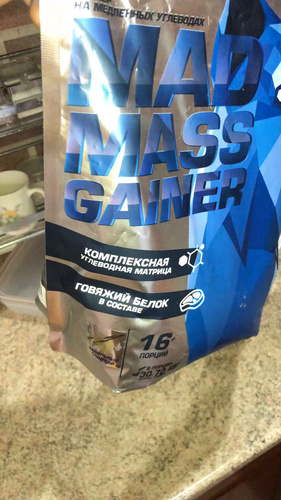 НА МЕДЛЕННЫХ УГЛЕВОДАХ
MAD
MASS
GAINER
КОМПЛЕКСНАЯ
УГЛЕВОДНАЯ МАТРИЦА
ГОВЯЖИЙ БЕЛОК
В СОСТАВЕ
16
ПОРЦИЙ